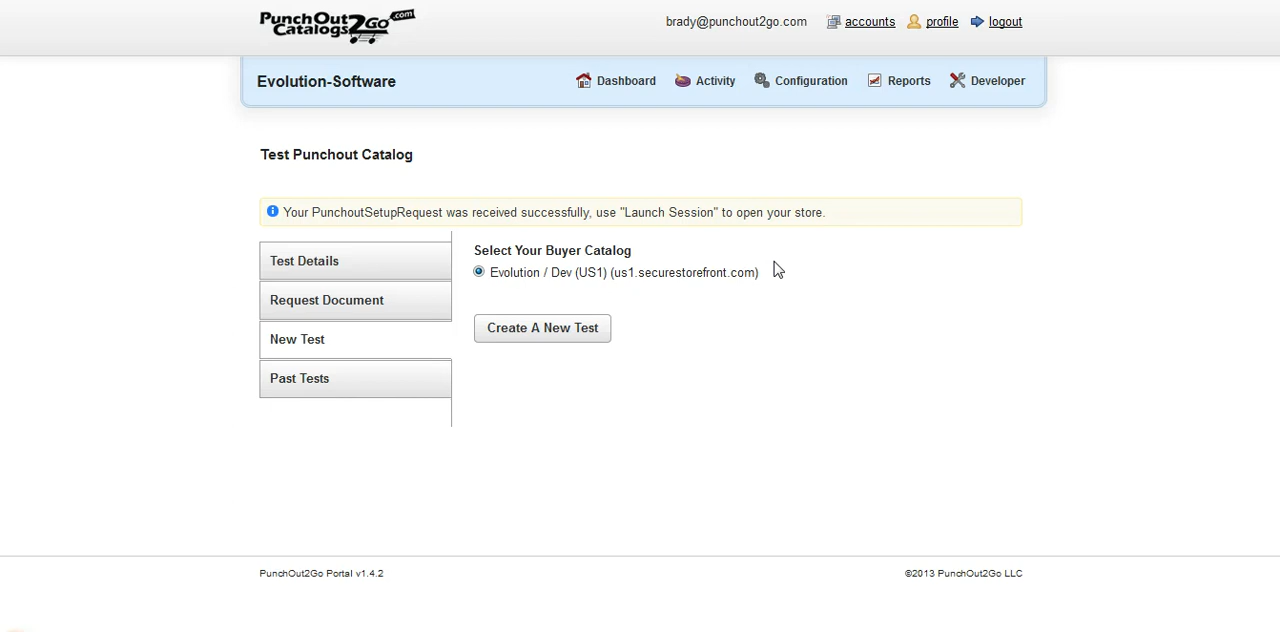 PunchOut
Catalogs2Go.com
brady@punchout2go.com accounts profile logout
Evolution-Software Dashboard Activity Configuration Reports Developer
Test Punchout Catalog
Your PunchoutSetupRequest was received successfully, use "Launch Session" to open your store.
Test Details
Request Document
New Test
Past Tests
Select Your Buyer Catalog
Evolution / Dev (US1) (us1.securestorefront.com)
Create A New Test
PunchOut2Go Portal v1.4.2 ©2013 PunchOut2Go LLC